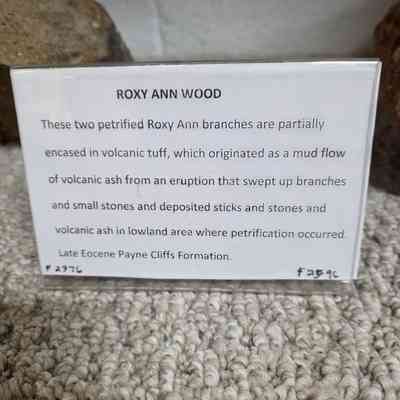 ROXY ANN WOOD
These two petrified Roxy Ann branches are partially
encased in volcanic tuff, which originated as a mud flow
of volcanic ash from an eruption that swept up branches
and small stones and deposited sticks and stones and
volcanic ash in lowland area where petrification occurred.
Late Eocene Payne Cliffs Formation.
F 2376